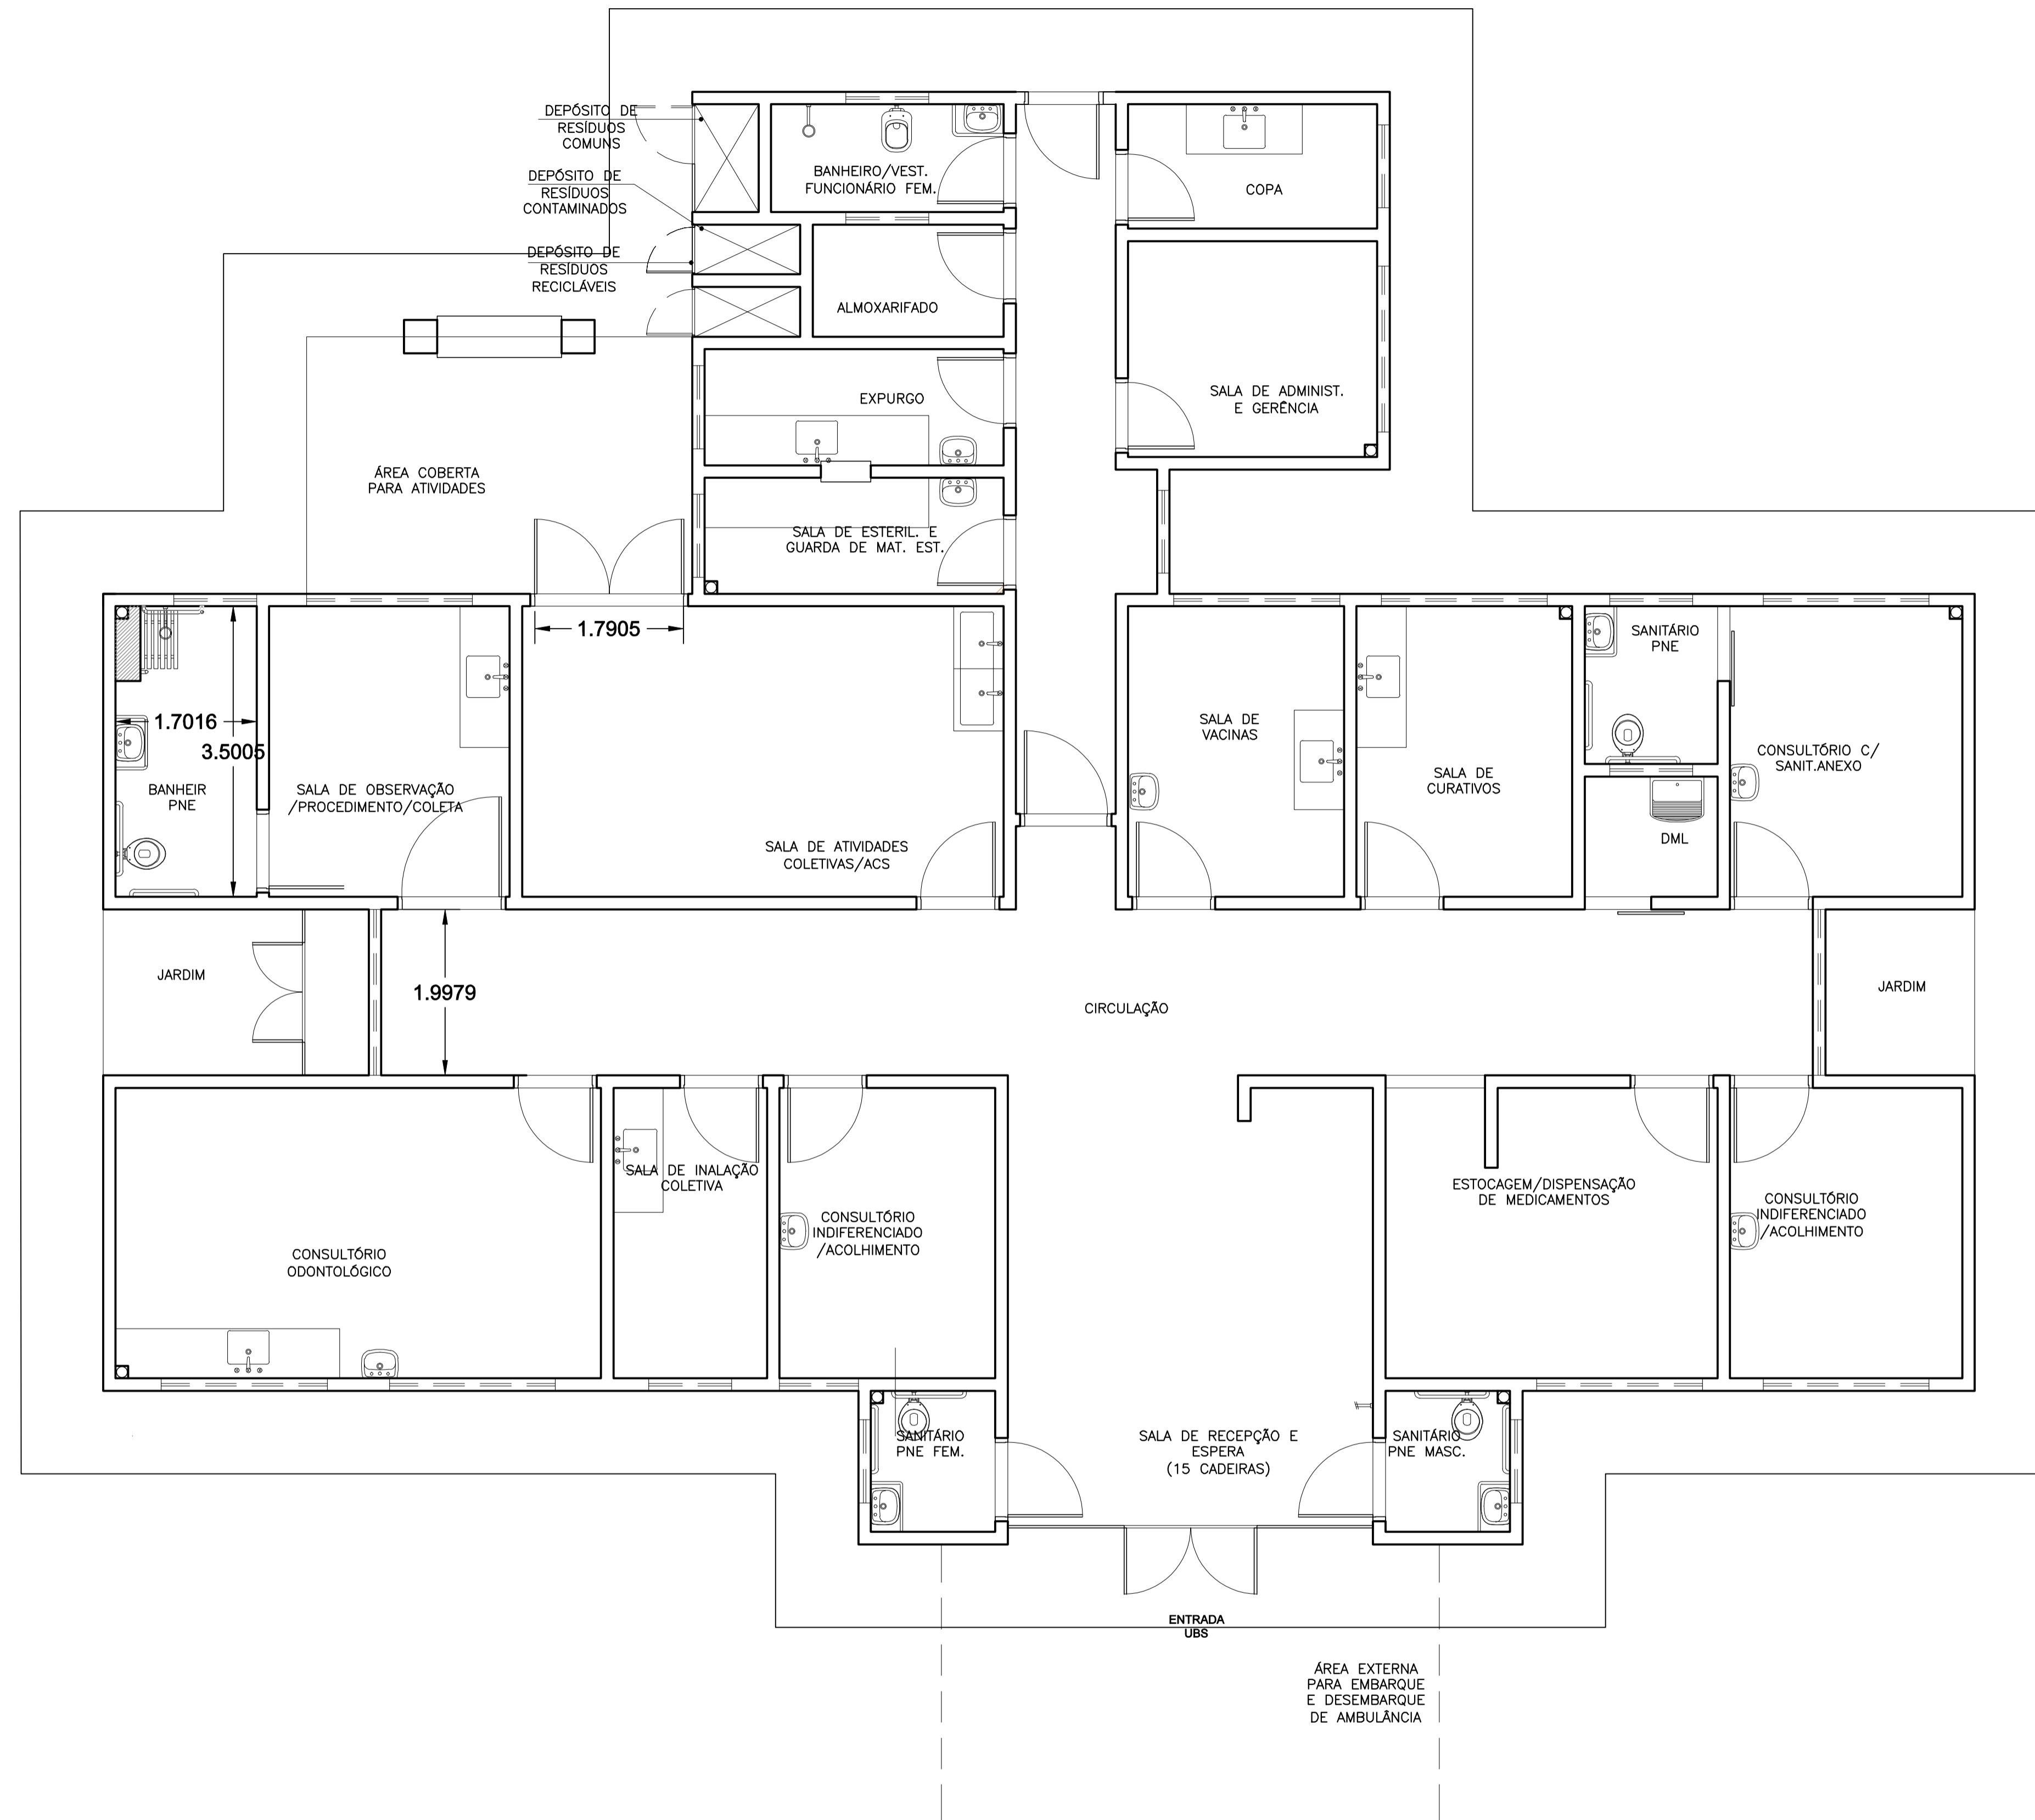 DEPÓSITO DE
RESÍDUOS
COMUNS
DEPÓSITO DE
RESÍDUOS
CONTAMINADOS
DEPÓSITO DE
RESÍDUOS
RECICLÁVEIS
BANHEIRO/VEST.
FUNCIONÁRIO FEM.
COPA
ALMOXARIFADO
EXPURGO
SALA DE ADMINIST.
E GERÊNCIA
ÁREA COBERTA
PARA ATIVIDADES
SALA DE ESTERIL. E
GUARDA DE MAT. EST.
1.7905
1.7016
3.5005
BANHEIR
PNE
SALA DE OBSERVAÇÃO
/PROCEDIMENTO/COLETA
SALA DE ATIVIDADES
COLETIVAS/ACS
SALA DE
VACINAS
SALA DE
CURATIVOS
SANITÁRIO
PNE
DML
CONSULTÓRIO C/
SANIT.ANEXO
JARDIM
1.9979
CIRCULAÇÃO
JARDIM
CONSULTÓRIO
ODONTOLÓGICO
SALA DE INALAÇÃO
COLETIVA
CONSULTÓRIO
INDIFERENCIADO
/ACOLHIMENTO
ESTOCAGEM/DISPENSAÇÃO
DE MEDICAMENTOS
CONSULTÓRIO
INDIFERENCIADO
/ACOLHIMENTO
SANITÁRIO
PNE FEM.
SALA DE RECEPÇÃO E
ESPERA
(15 CADEIRAS)
SANITÁRIO
PNE MASC.
ENTRADA
UBS
ÁREA EXTERNA
PARA EMBARQUE
E DESEMBARQUE
DE AMBULÂNCIA